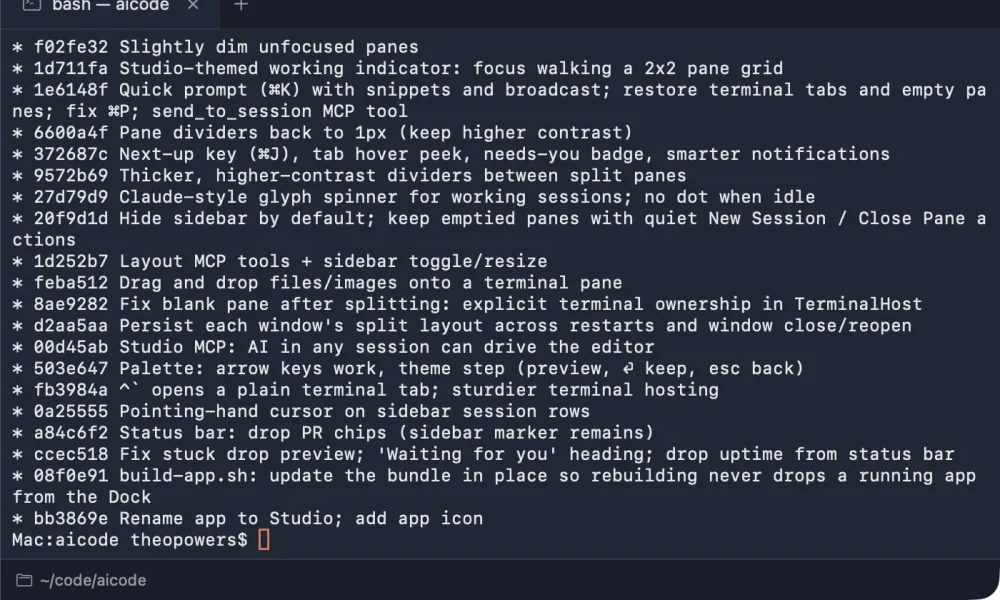 bash — aicode × +
* f02fe32 Slightly dim unfocused panes
* 1d711fa Studio-themed working indicator: focus walking a 2x2 pane grid
* 1e6148f Quick prompt (⌘K) with snippets and broadcast; restore terminal tabs and empty pa
nes; fix ⌘P; send_to_session MCP tool
* 6600a4f Pane dividers back to 1px (keep higher contrast)
* 372687c Next-up key (⌘J), tab hover peek, needs-you badge, smarter notifications
* 9572b69 Thicker, higher-contrast dividers between split panes
* 27d79d9 Claude-style glyph spinner for working sessions; no dot when idle
* 20f9d1d Hide sidebar by default; keep emptied panes with quiet New Session / Close Pane a
ctions
* 1d252b7 Layout MCP tools + sidebar toggle/resize
* feba512 Drag and drop files/images onto a terminal pane
* 8ae9282 Fix blank pane after splitting: explicit terminal ownership in TerminalHost
* d2aa5aa Persist each window's split layout across restarts and window close/reopen
* 00d45ab Studio MCP: AI in any session can drive the editor
* 503e647 Palette: arrow keys work, theme step (preview, ⏎ keep, esc back)
* fb3984a ^` opens a plain terminal tab; sturdier terminal hosting
* 0a25555 Pointing-hand cursor on sidebar session rows
* a84c6f2 Status bar: drop PR chips (sidebar marker remains)
* ccec518 Fix stuck drop preview; 'Waiting for you' heading; drop uptime from status bar
* 08f0e91 build-app.sh: update the bundle in place so rebuilding never drops a running app
from the Dock
* bb3869e Rename app to Studio; add app icon
Mac:aicode theopowers$
~/code/aicode